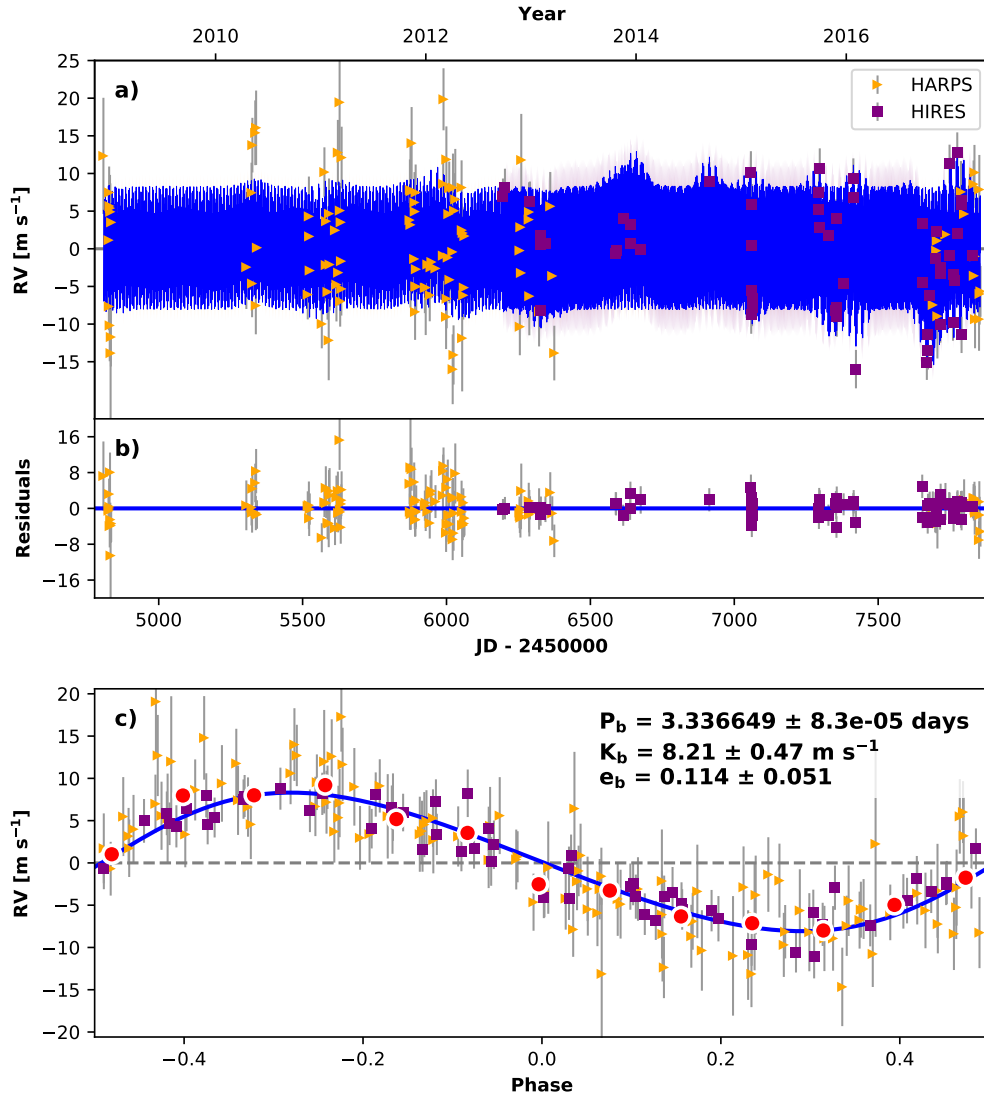 Year
2010 2012 2014 2016
a)
HARPS
HIRES
25
20
15
10
5
0
−5
−10
−15
RV [m s⁻¹]
b)
16
8
0
−8
−16
Residuals
5000 5500 6000 6500 7000 7500
JD - 2450000
c)
P_b = 3.336649 ± 8.3e-05 days
K_b = 8.21 ± 0.47 m s⁻¹
e_b = 0.114 ± 0.051
20
15
10
5
0
−5
−10
−15
−20
RV [m s⁻¹]
−0.4 −0.2 0.0 0.2 0.4
Phase